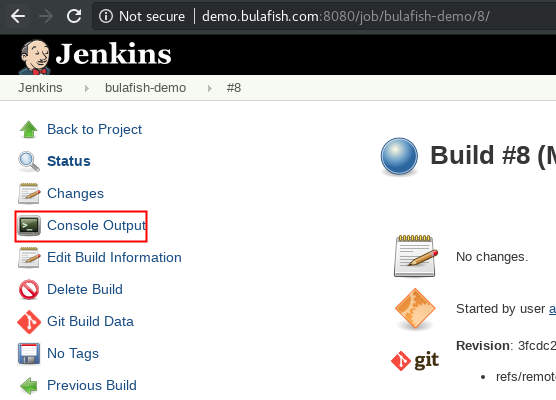 Not secure | demo.bulafish.com:8080/job/bulafish-demo/8/
Jenkins
Jenkins bulafish-demo #8
Back to Project
Status
Changes
Console Output
Edit Build Information
Delete Build
Git Build Data
No Tags
Previous Build
Build #8 (M
No changes.
Started by user a
git
Revision: 3fcdc2
refs/remot